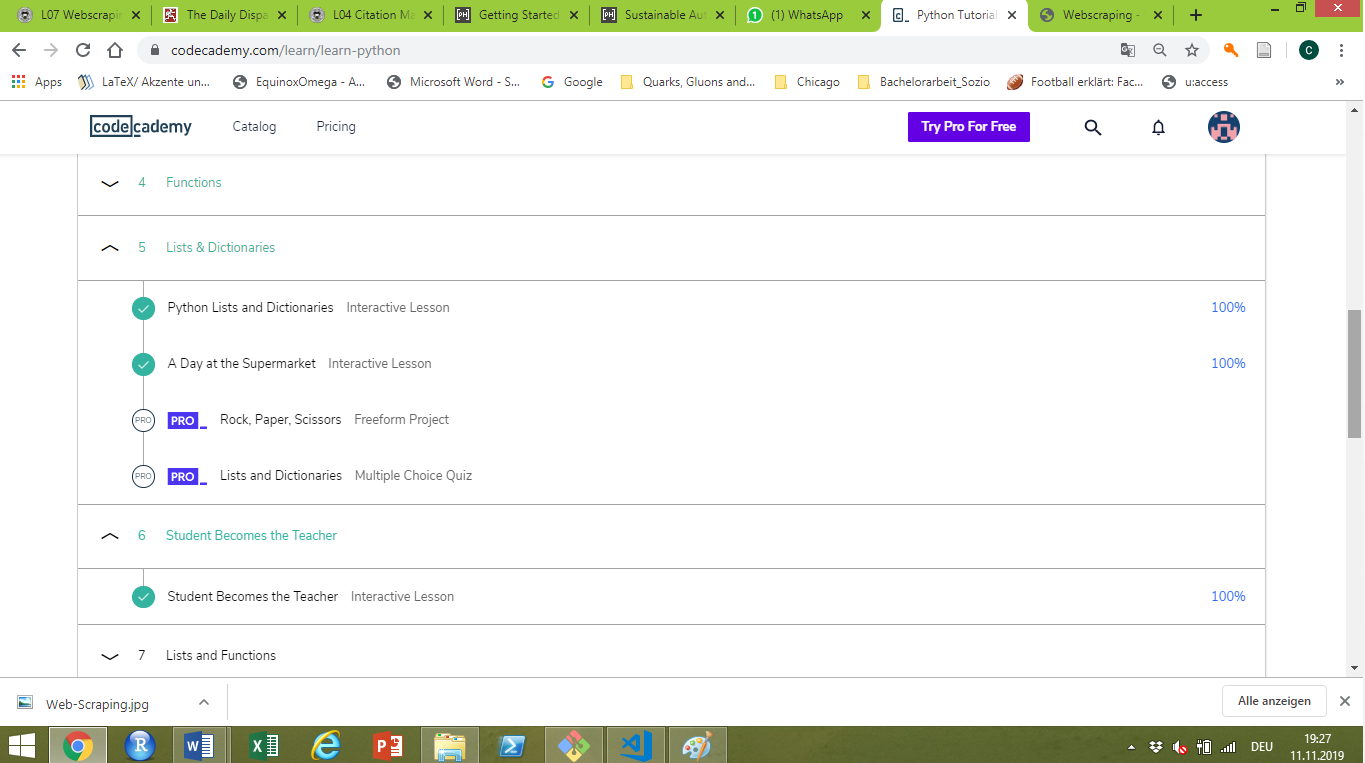 L07 Webscrapin
The Daily Dispa
L04 Citation Ma
Getting Started
Sustainable Aut
(1) WhatsApp
Python Tutorial
Webscraping -
codecademy.com/learn/learn-python
Apps
LaTeX/ Akzente un...
EquinoxOmega - A...
Microsoft Word - S...
Google
Quarks, Gluons and...
Chicago
Bachelorarbeit_Sozio
Football erklärt: Fac...
u:access
»
codecademy
Catalog
Pricing
Try Pro For Free
4 Functions
5 Lists & Dictionaries
Python Lists and Dictionaries Interactive Lesson 100%
A Day at the Supermarket Interactive Lesson 100%
PRO PRO_ Rock, Paper, Scissors Freeform Project
PRO PRO_ Lists and Dictionaries Multiple Choice Quiz
6 Student Becomes the Teacher
Student Becomes the Teacher Interactive Lesson 100%
7 Lists and Functions
Web-Scraping.jpg
Alle anzeigen
DEU
19:27
11.11.2019